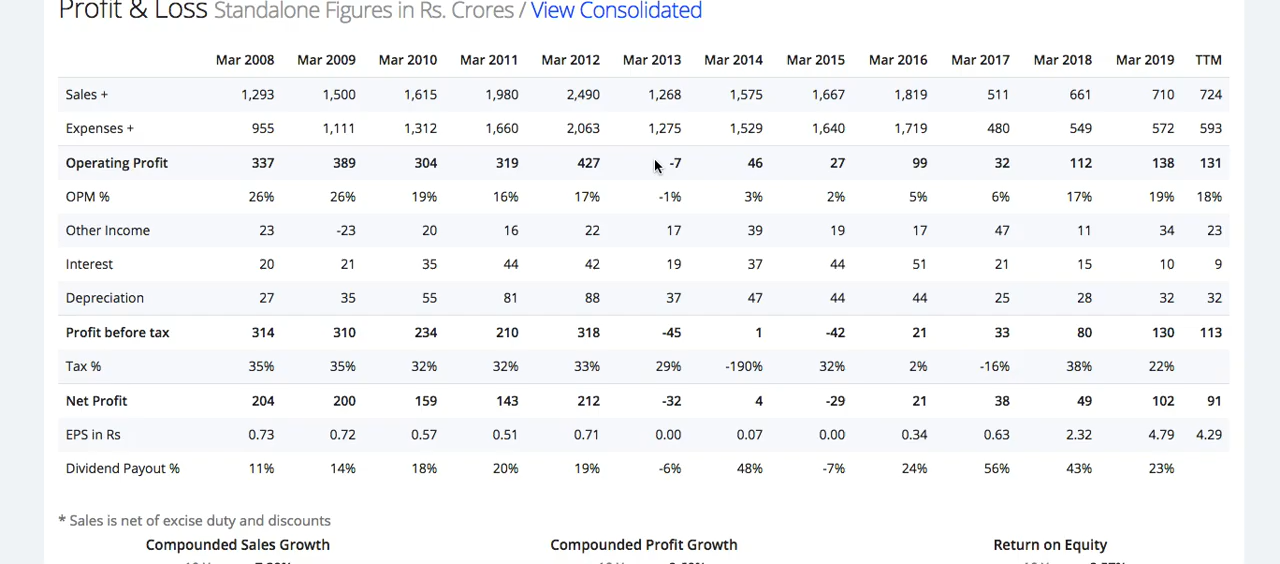 Profit & Loss Standalone Figures in Rs. Crores / View Consolidated
Mar 2008 Mar 2009 Mar 2010 Mar 2011 Mar 2012 Mar 2013 Mar 2014 Mar 2015 Mar 2016 Mar 2017 Mar 2018 Mar 2019 TTM
Sales + 1,293 1,500 1,615 1,980 2,490 1,268 1,575 1,667 1,819 511 661 710 724
Expenses + 955 1,111 1,312 1,660 2,063 1,275 1,529 1,640 1,719 480 549 572 593
Operating Profit 337 389 304 319 427 -7 46 27 99 32 112 138 131
OPM % 26% 26% 19% 16% 17% -1% 3% 2% 5% 6% 17% 19% 18%
Other Income 23 -23 20 16 22 17 39 19 17 47 11 34 23
Interest 20 21 35 44 42 19 37 44 51 21 15 10 9
Depreciation 27 35 55 81 88 37 47 44 44 25 28 32 32
Profit before tax 314 310 234 210 318 -45 1 -42 21 33 80 130 113
Tax % 35% 35% 32% 32% 33% 29% -190% 32% 2% -16% 38% 22%
Net Profit 204 200 159 143 212 -32 4 -29 21 38 49 102 91
EPS in Rs 0.73 0.72 0.57 0.51 0.71 0.00 0.07 0.00 0.34 0.63 2.32 4.79 4.29
Dividend Payout % 11% 14% 18% 20% 19% -6% 48% -7% 24% 56% 43% 23%
* Sales is net of excise duty and discounts
Compounded Sales Growth Compounded Profit Growth Return on Equity